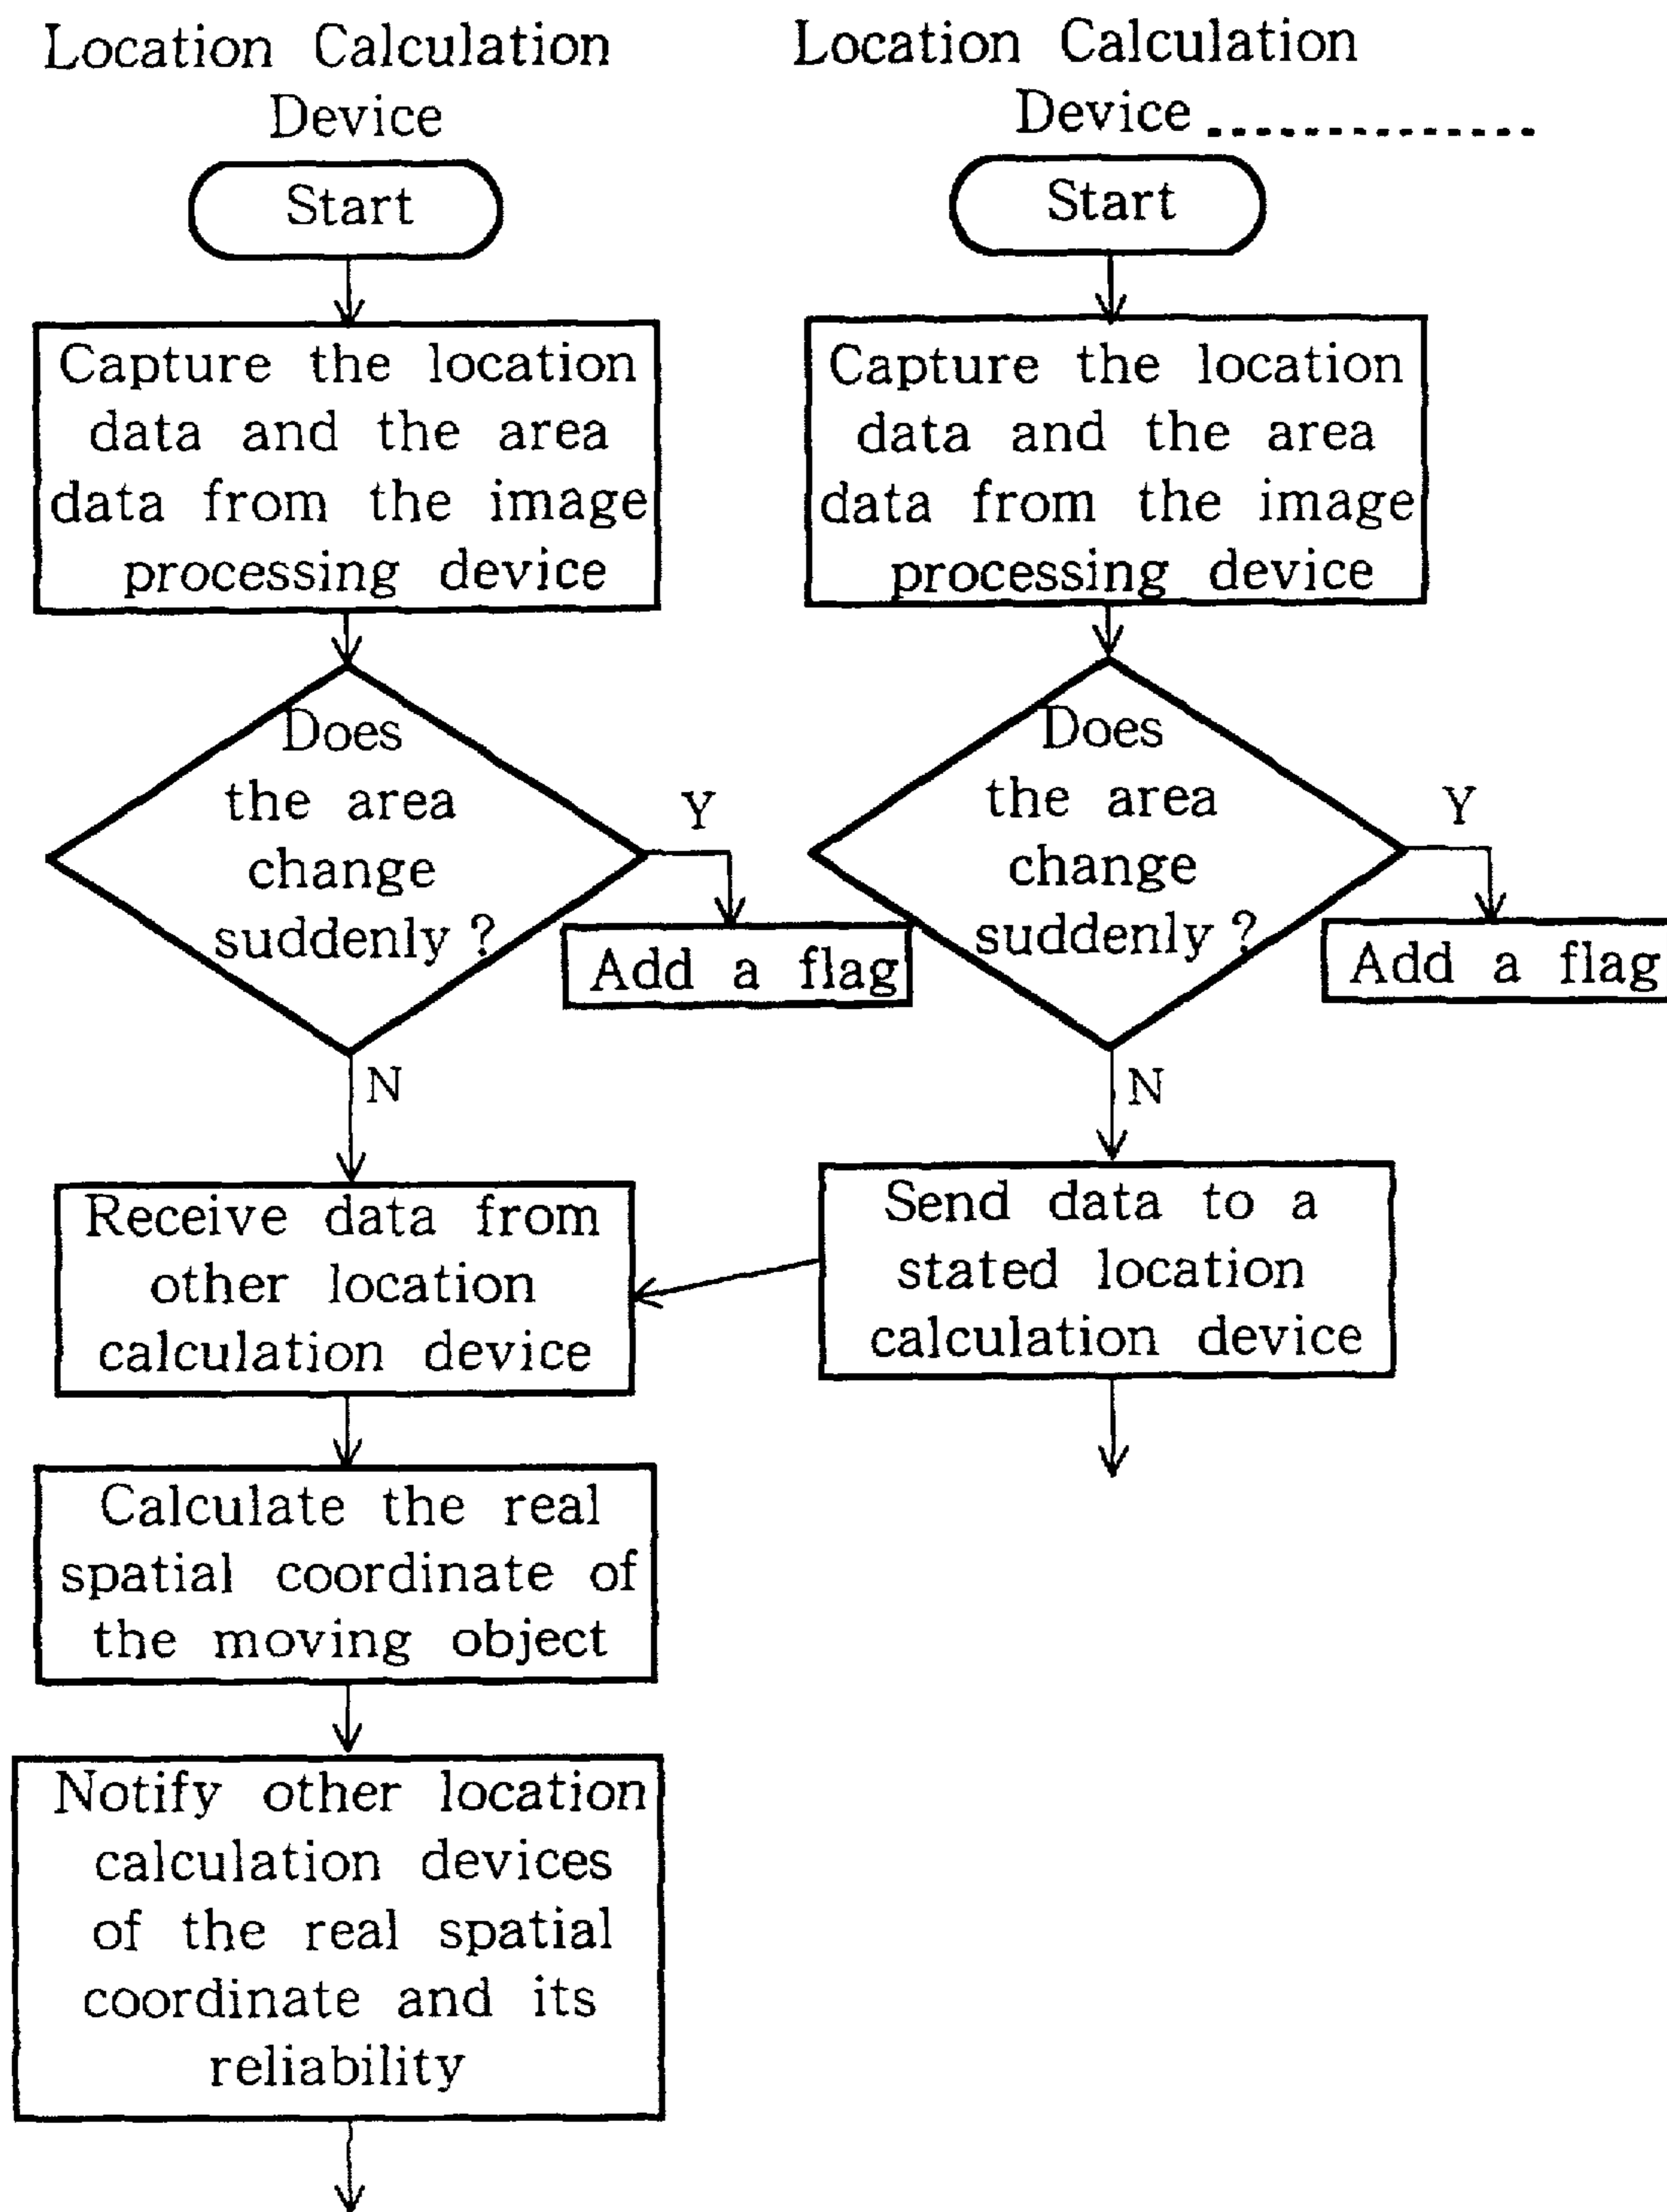 Location Calculation
Device
Start
Capture the location
data and the area
data from the image
processing device
Does
the area
change
suddenly ?
Y
Add a flag
N
Receive data from
other location
calculation device
Calculate the real
spatial coordinate of
the moving object
Notify other location
calculation devices
of the real spatial
coordinate and its
reliability
Location Calculation
Device ..............
Start
Capture the location
data and the area
data from the image
processing device
Does
the area
change
suddenly ?
Y
Add a flag
N
Send data to a
stated location
calculation device